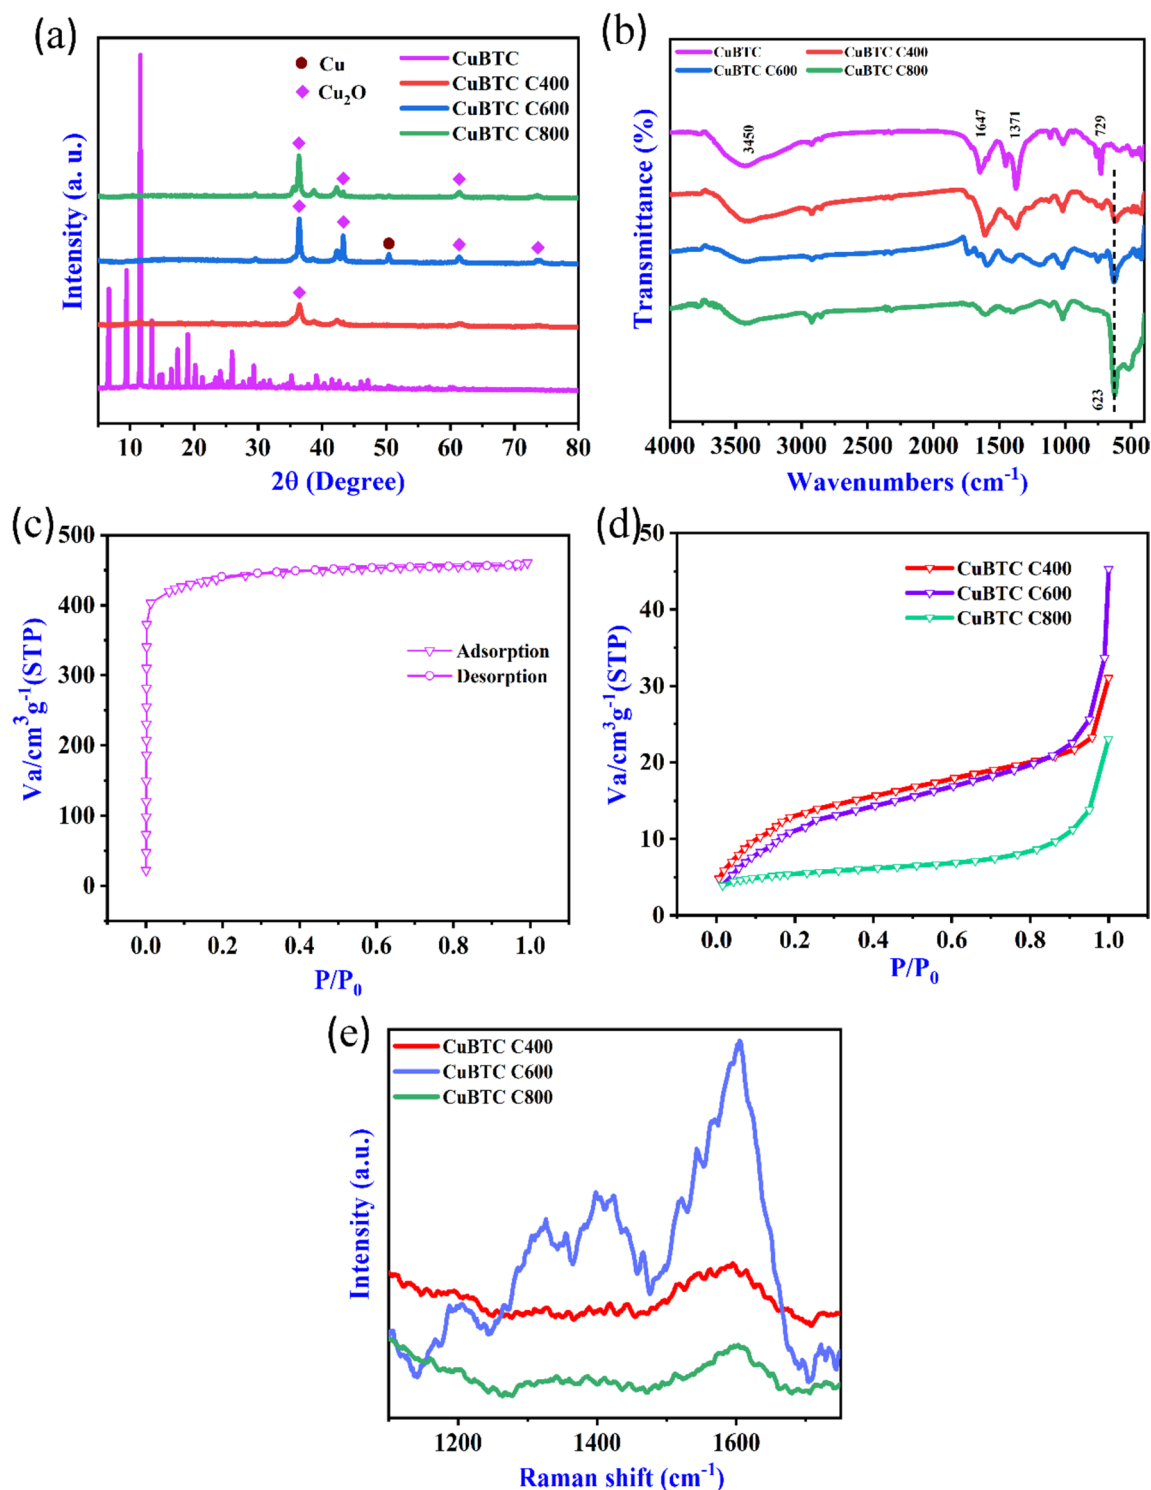 (a)
Intensity (a. u.)
Cu
Cu₂O
CuBTC
CuBTC C400
CuBTC C600
CuBTC C800
10 20 30 40 50 60 70 80
2θ (Degree)
(b)
Transmittance (%)
CuBTC CuBTC C400
CuBTC C600 CuBTC C800
3450
1647
1371
729
623
4000 3500 3000 2500 2000 1500 1000 500
Wavenumbers (cm⁻¹)
(c)
Va/cm³g⁻¹(STP)
500
400
300
200
100
0
Adsorption
Desorption
0.0 0.2 0.4 0.6 0.8 1.0
P/P₀
(d)
Va/cm³g⁻¹(STP)
50
40
30
20
10
0
CuBTC C400
CuBTC C600
CuBTC C800
0.0 0.2 0.4 0.6 0.8 1.0
P/P₀
(e)
Intensity (a.u.)
CuBTC C400
CuBTC C600
CuBTC C800
1200 1400 1600
Raman shift (cm⁻¹)